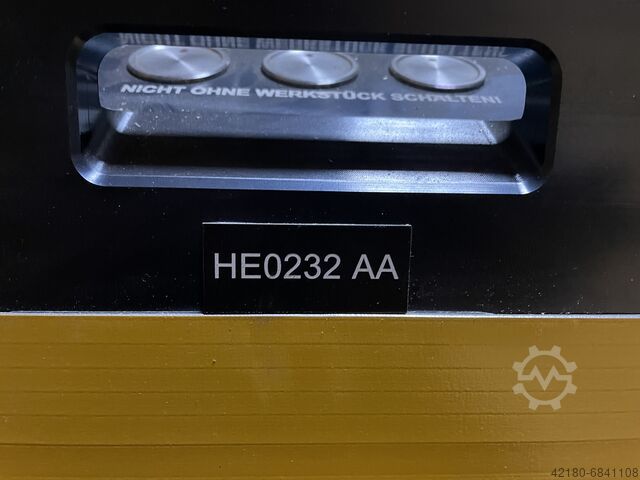 NICHT OHNE WERKSTÜCK SCHALTEN!
HE0232 AA
42180-6841108